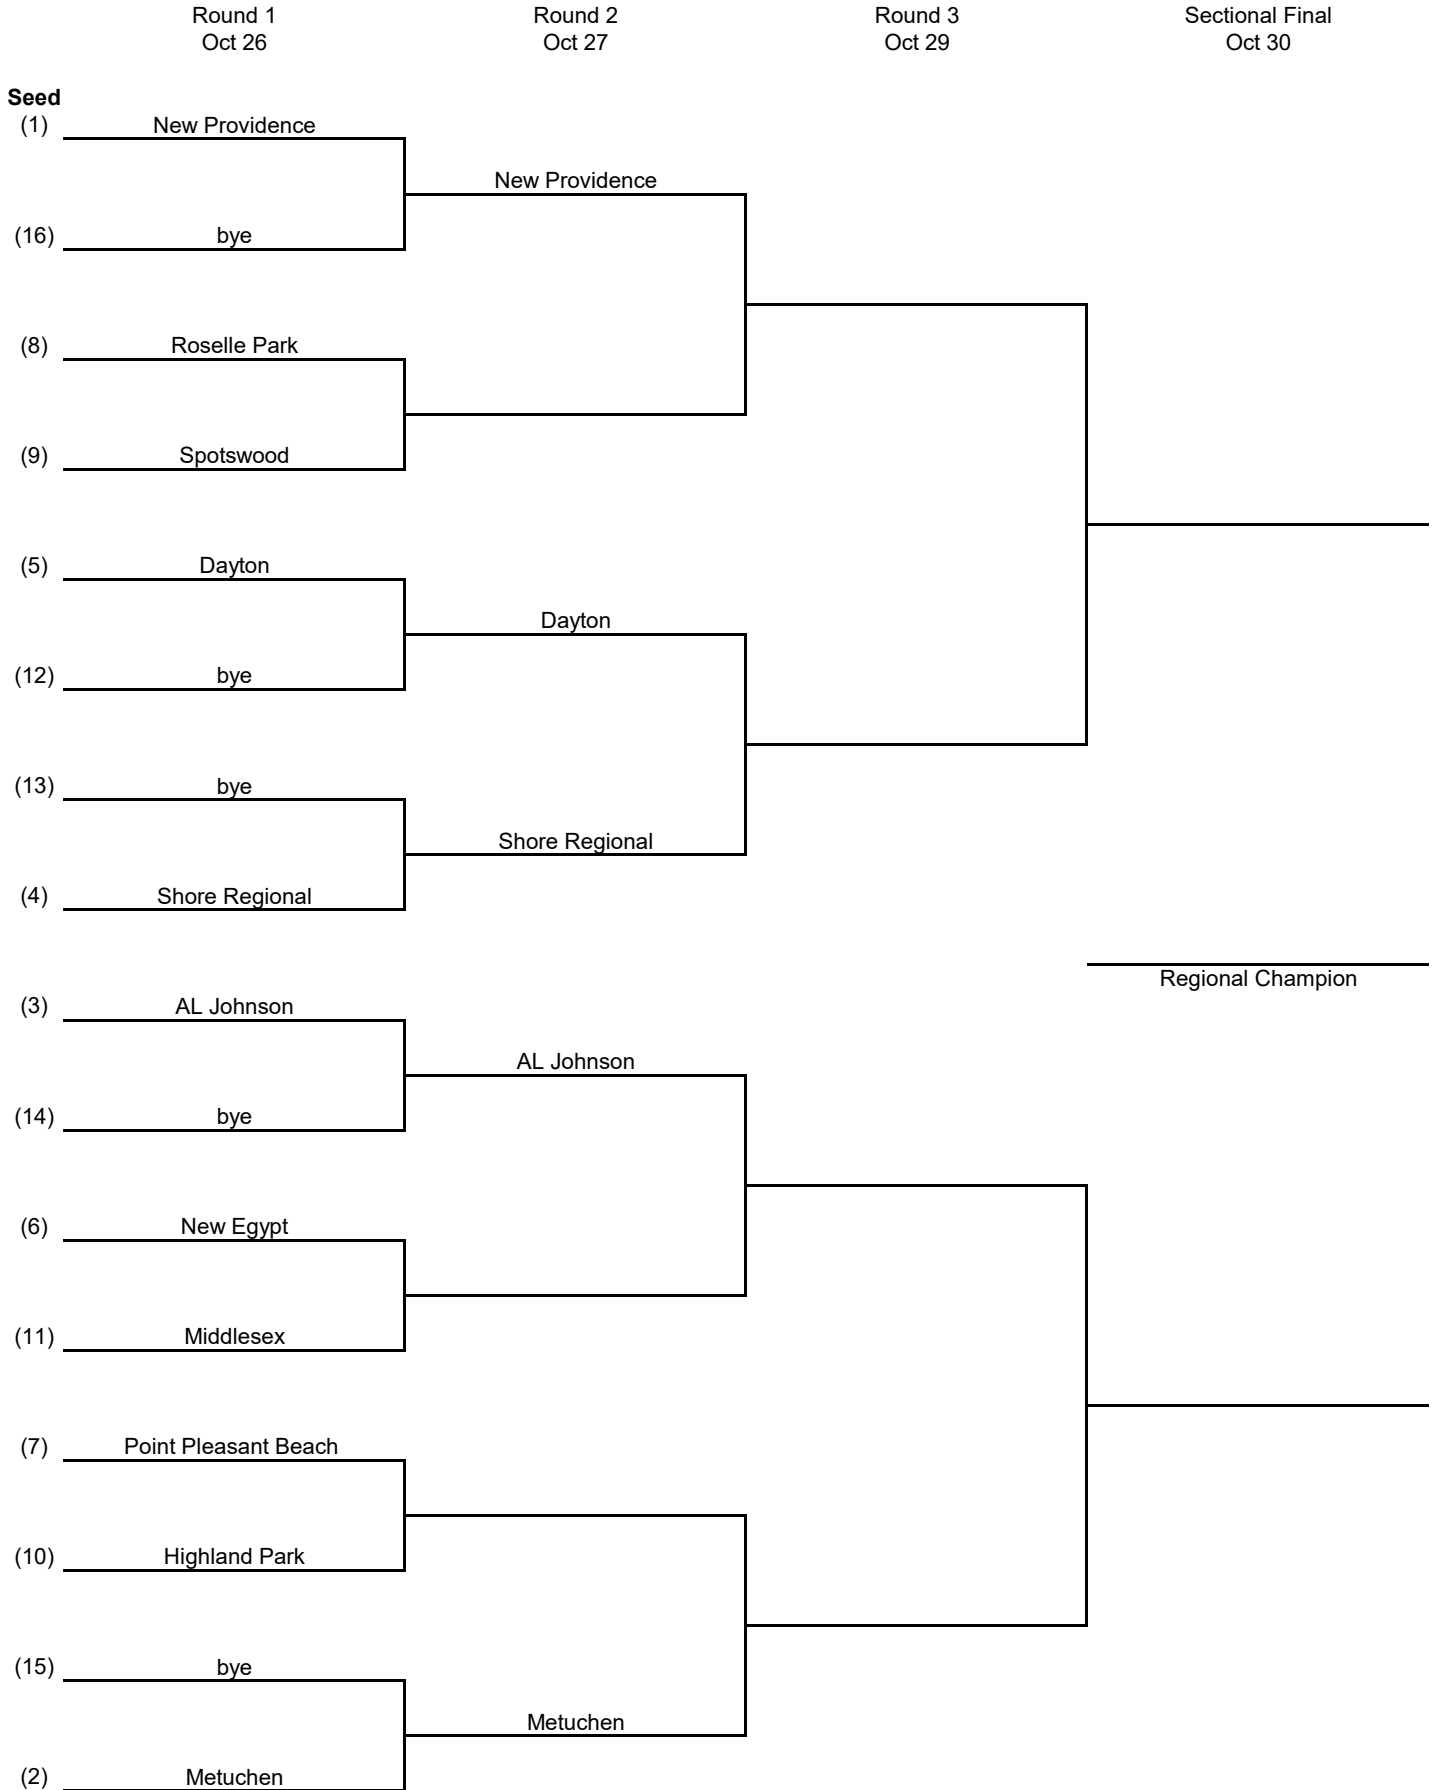 Round 1 Round 2 Round 3 Sectional Final
Oct 26 Oct 27 Oct 29 Oct 30
Seed
(1) New Providence
New Providence
(16) bye
(8) Roselle Park
(9) Spotswood
(5) Dayton
Dayton
(12) bye
(13) bye
Shore Regional
(4) Shore Regional
Regional Champion
(3) AL Johnson
AL Johnson
(14) bye
(6) New Egypt
(11) Middlesex
(7) Point Pleasant Beach
(10) Highland Park
(15) bye
Metuchen
(2) Metuchen